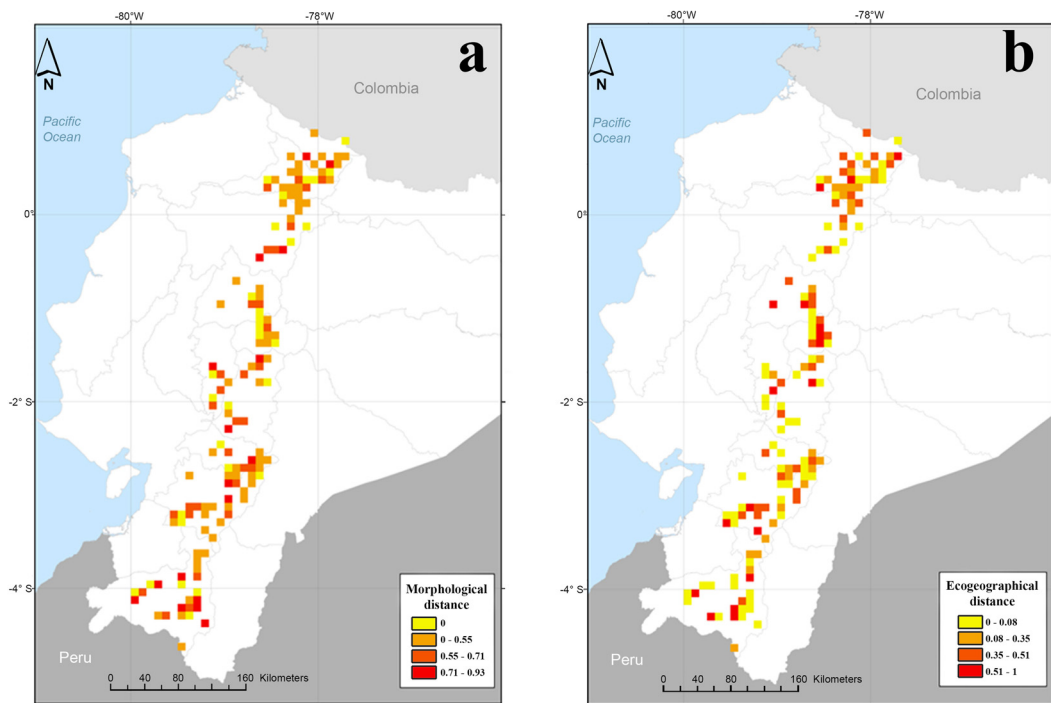 -80°W
-78°W
a
N
Colombia
Pacific
Ocean
0°
-2° S
-4° S
Morphological
distance
0
0 - 0.55
0.55 - 0.71
0.71 - 0.93
Peru
0 40 80 160 Kilometers
-80°W
-78°W
b
N
Colombia
Pacific
Ocean
0°
-2° S
-4° S
Ecogeographical
distance
0 - 0.08
0.08 - 0.35
0.35 - 0.51
0.51 - 1
Peru
0 40 80 160 Kilometers